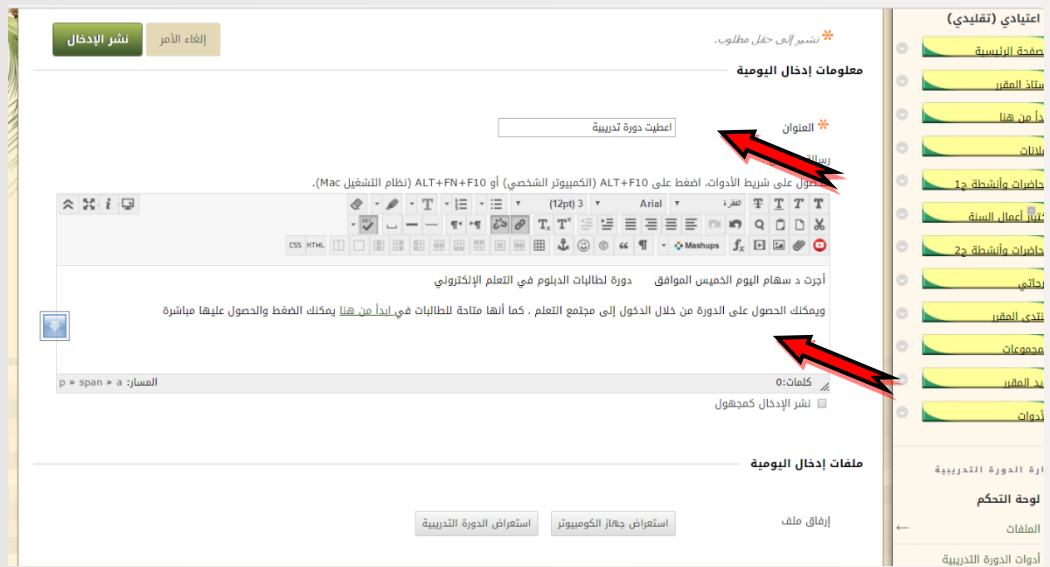 اعتيادي (تقليدي)
صفحة الرئيسية
ستاذ المقرر
بدأ من هنا
علانات
حاضرات وأنشطة ج1
ختبار أعمال السنة
حاضرات وأنشطة ج2
رجاتي
نتدى المقرر
مجموعات
يد المقرر
أدوات
ارة الدورة التدريبية
لوحة التحكم
الملفات
أدوات الدورة التدريبية
نشر الإدخال
إلغاء الأمر
تشير إلى حقل مطلوب.
معلومات إدخال اليومية
العنوان
اعطيت دورة تدريبية
رسالة
للحصول على شريط الأدوات، اضغط على ALT+F10 (الكمبيوتر الشخصي) أو ALT+FN+F10 (نظام التشغيل Mac).
T T T T الفقرة Arial 3 (12pt)
Mashups
HTML CSS
أجرت د سهام اليوم الخميس الموافق دورة لطالبات الدبلوم في التعلم الإلكتروني
ويمكنك الحصول على الدورة من خلال الدخول إلى مجتمع التعلم ، كما أنها متاحة للطالبات في ابدأ من هنا يمكنك الضغط والحصول عليها مباشرة
المسار: p » span » a
كلمات:0
نشر الإدخال كمجهول
ملفات إدخال اليومية
إرفاق ملف
استعراض جهاز الكومبيوتر
استعراض الدورة التدريبية